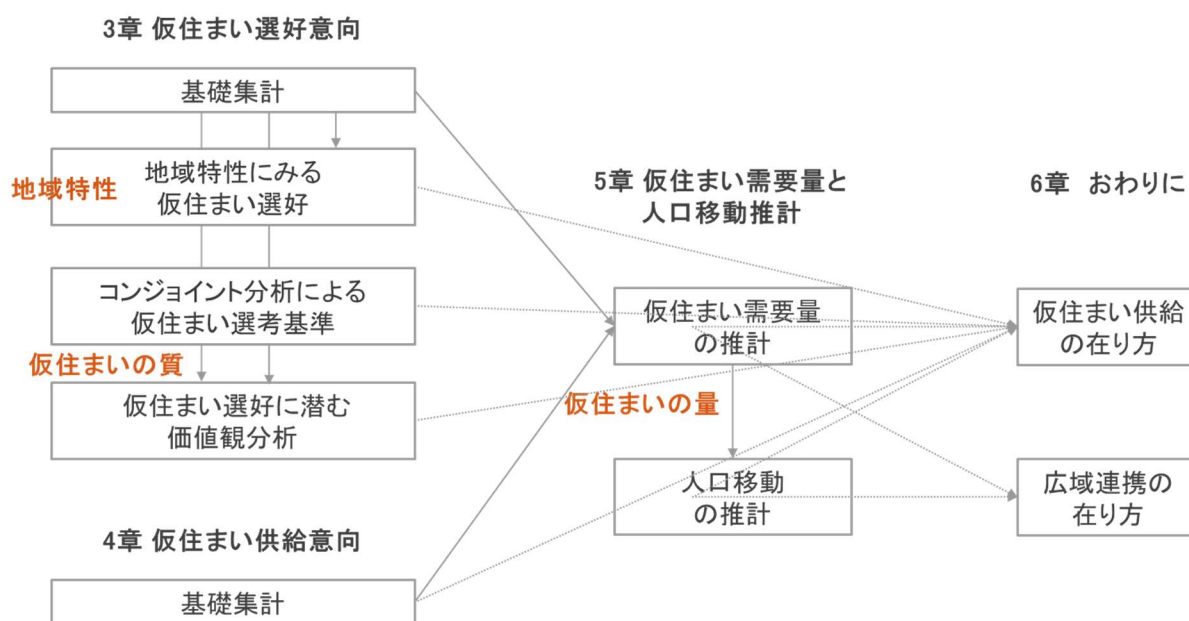 3章 仮住まい選好意向
基礎集計
地域特性
地域特性にみる
仮住まい選好
コンジョイント分析による
仮住まい選考基準
仮住まいの質
仮住まい選好に潜む
価値観分析
4章 仮住まい供給意向
基礎集計
5章 仮住まい需要量と
人口移動推計
仮住まい需要量
の推計
仮住まいの量
人口移動
の推計
6章 おわりに
仮住まい供給
の在り方
広域連携の
在り方